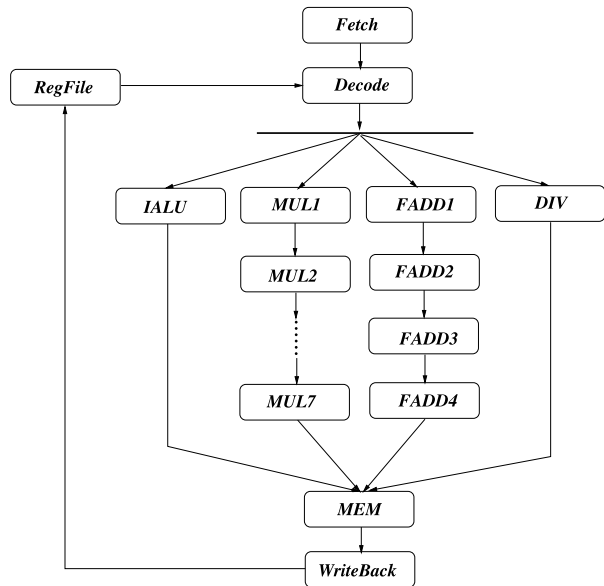 Fetch
RegFile
Decode
IALU
MUL1
FADD1
DIV
MUL2
FADD2
FADD3
MUL7
FADD4
MEM
WriteBack